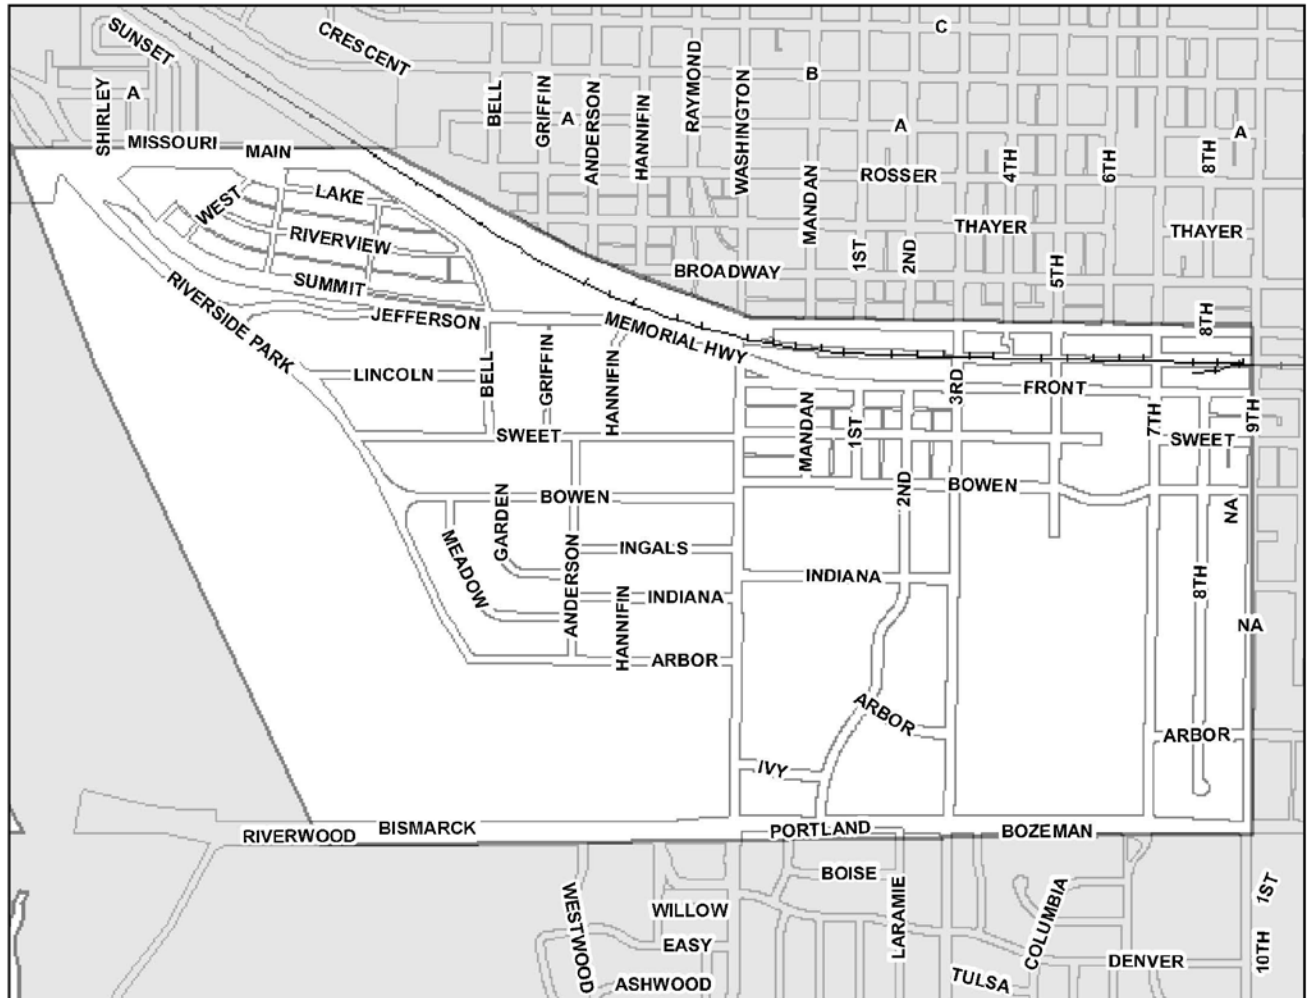 SUNSET
CRESCENT
C
SHIRLEY
A
BELL
GRIFFIN
A
ANDERSON
HANNIFIN
RAYMOND
WASHINGTON
B
A
A
MISSOURI
MAIN
MANDAN
ROSSER
4TH
6TH
8TH
WEST
LAKE
RIVERVIEW
SUMMIT
THAYER
THAYER
1ST
2ND
5TH
BROADWAY
RIVERSIDE PARK
JEFFERSON
MEMORIAL HWY
8TH
LINCOLN
BELL
GRIFFIN
HANNIFIN
MANDAN
1ST
3RD
FRONT
7TH
9TH
SWEET
SWEET
GARDEN
BOWEN
2ND
BOWEN
NA
MEADOW
INGALS
ANDERSON
INDIANA
HANNIFIN
INDIANA
8TH
NA
ARBOR
ARBOR
ARBOR
IVY
RIVERWOOD
BISMARCK
PORTLAND
BOZEMAN
BOISE
WESTWOOD
WILLOW
LARAMIE
COLUMBIA
1ST
EASY
DENVER
10TH
ASHWOOD
TULSA